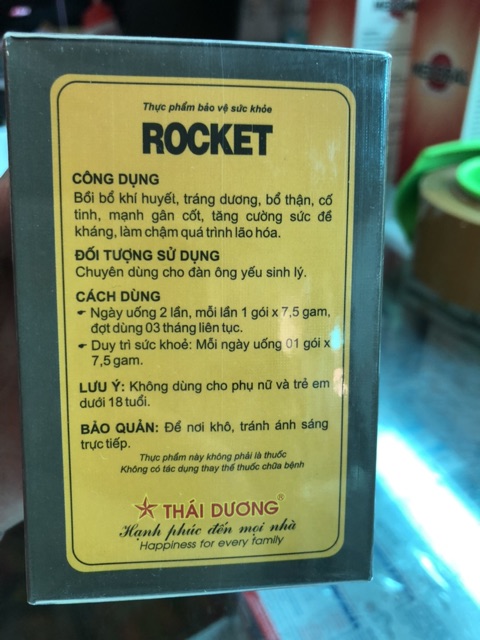 Thực phẩm bảo vệ sức khỏe
ROCKET
CÔNG DỤNG
Bồi bổ khí huyết, tráng dương, bổ thận, cố
tinh, mạnh gân cốt, tăng cường sức đề
kháng, làm chậm quá trình lão hóa.
ĐỐI TƯỢNG SỬ DỤNG
Chuyên dùng cho đàn ông yếu sinh lý.
CÁCH DÙNG
Ngày uống 2 lần, mỗi lần 1 gói x 7,5 gam,
đợt dùng 03 tháng liên tục.
Duy trì sức khoẻ: Mỗi ngày uống 01 gói x
7,5 gam.
LƯU Ý: Không dùng cho phụ nữ và trẻ em
dưới 18 tuổi.
BẢO QUẢN: Để nơi khô, tránh ánh sáng
trực tiếp.
Thực phẩm này không phải là thuốc
Không có tác dụng thay thế thuốc chữa bệnh
THÁI DƯƠNG®
Hạnh phúc đến mọi nhà
Happiness for every family